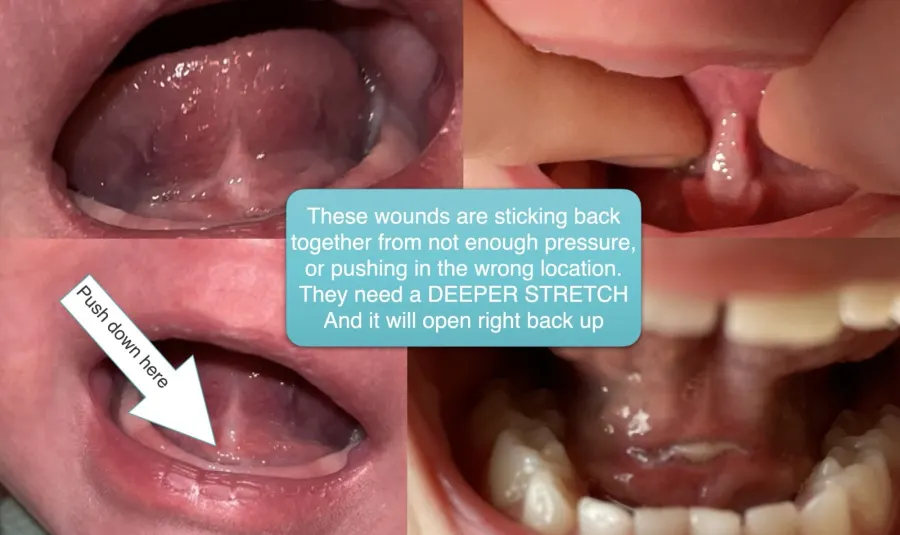 These wounds are sticking back
together from not enough pressure,
or pushing in the wrong location.
They need a DEEPER STRETCH
And it will open right back up
Push down here